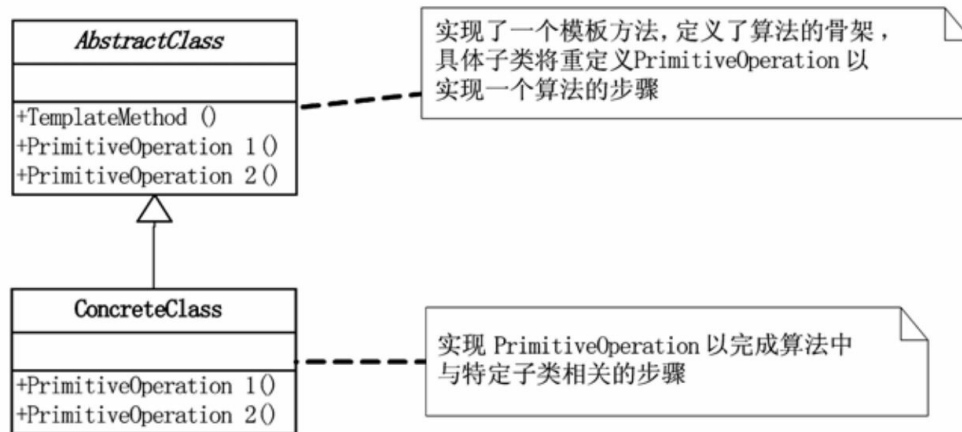 AbstractClass
+TemplateMethod ()
+PrimitiveOperation 1()
+PrimitiveOperation 2()
实现了一个模板方法,定义了算法的骨架，
具体子类将重定义PrimitiveOperation 以
实现一个算法的步骤
ConcreteClass
+PrimitiveOperation 1()
+PrimitiveOperation 2()
实现 PrimitiveOperation 以完成算法中
与特定子类相关的步骤